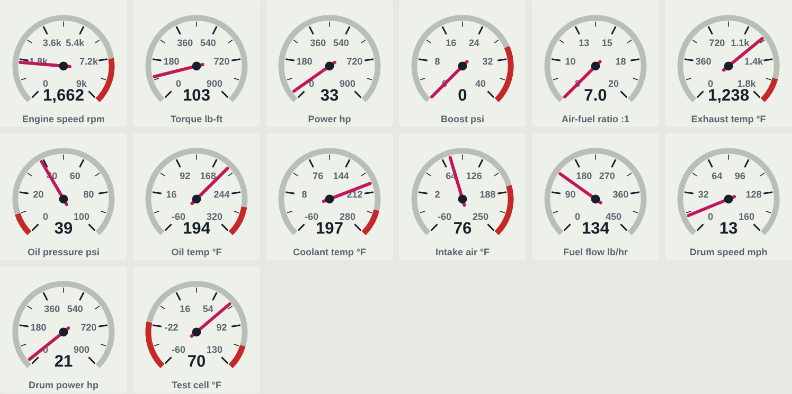 3.6k 5.4k
1.8k 7.2k
0 9k
1,662
Engine speed rpm
360 540
180 720
0 900
103
Torque lb-ft
360 540
180 720
0 900
33
Power hp
16 24
8 32
0 40
0
Boost psi
13 15
10 18
8 20
7.0
Air-fuel ratio :1
720 1.1k
360 1.4k
0 1.8k
1,238
Exhaust temp °F
40 60
20 80
0 100
39
Oil pressure psi
92 168
16 244
-60 320
194
Oil temp °F
76 144
8 212
-60 280
197
Coolant temp °F
64 126
2 188
-60 250
76
Intake air °F
180 270
90 360
0 450
134
Fuel flow lb/hr
64 96
32 128
0 160
13
Drum speed mph
360 540
180 720
0 900
21
Drum power hp
16 54
-22 92
-60 130
70
Test cell °F